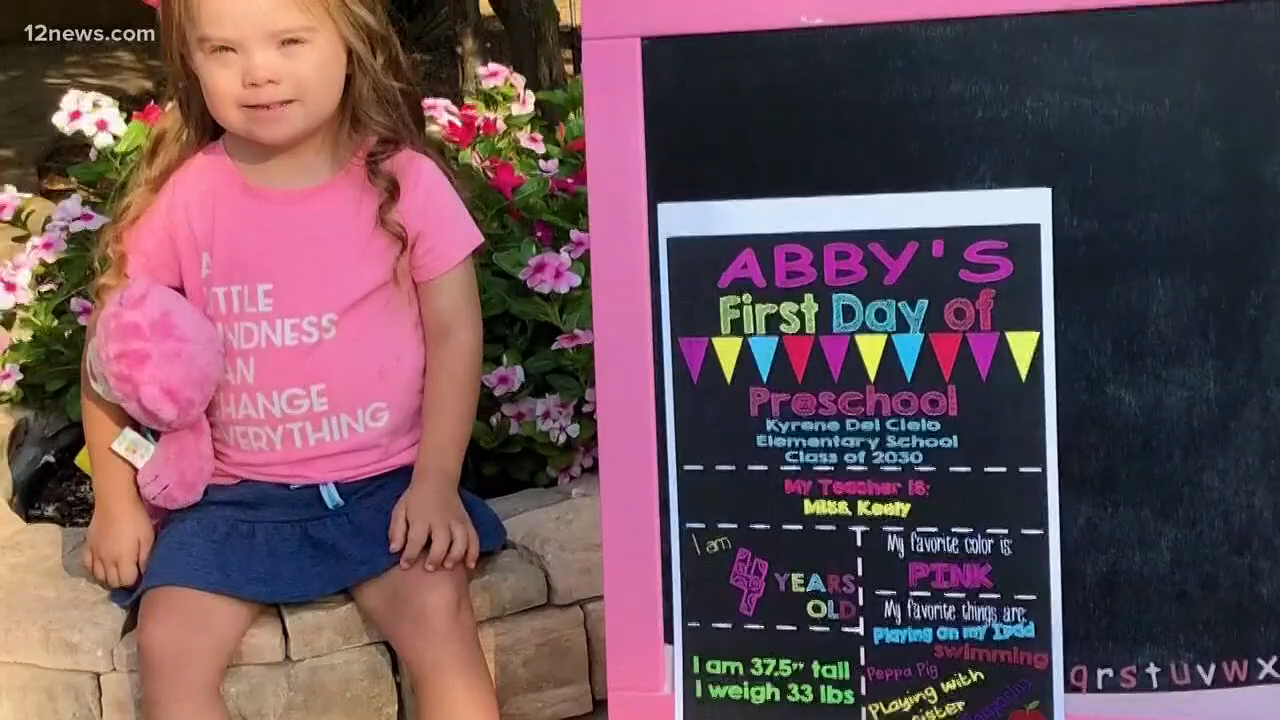 12news.com
A
ITTLE
INDNESS
AN
HANGE
VERYTHING
ABBY'S
First Day of
Preschool
Kyrene Del Cielo
Elementary School
Class of 2030
My Teacher is:
Miss. Keely
I am
4 YEARS
OLD
I am 37.5" tall
I weigh 33 lbs
My favorite color is:
PINK
My favorite things are:
Playing on my Ipad
swimming
Peppa Pig
Playing with
sister
qrstuvwx